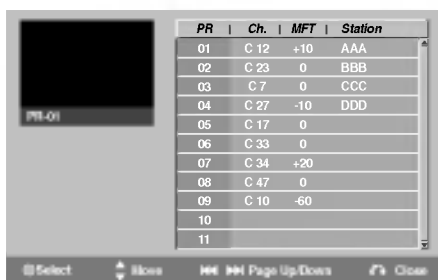 PR | Ch. | MFT | Station
01 C 12 +10 AAA
02 C 23 0 BBB
03 C 7 0 CCC
04 C 27 -10 DDD
05 C 17 0
06 C 33 0
07 C 34 +20
08 C 47 0
09 C 10 -60
10
11
PR-01
Select Move Page Up/Down Close